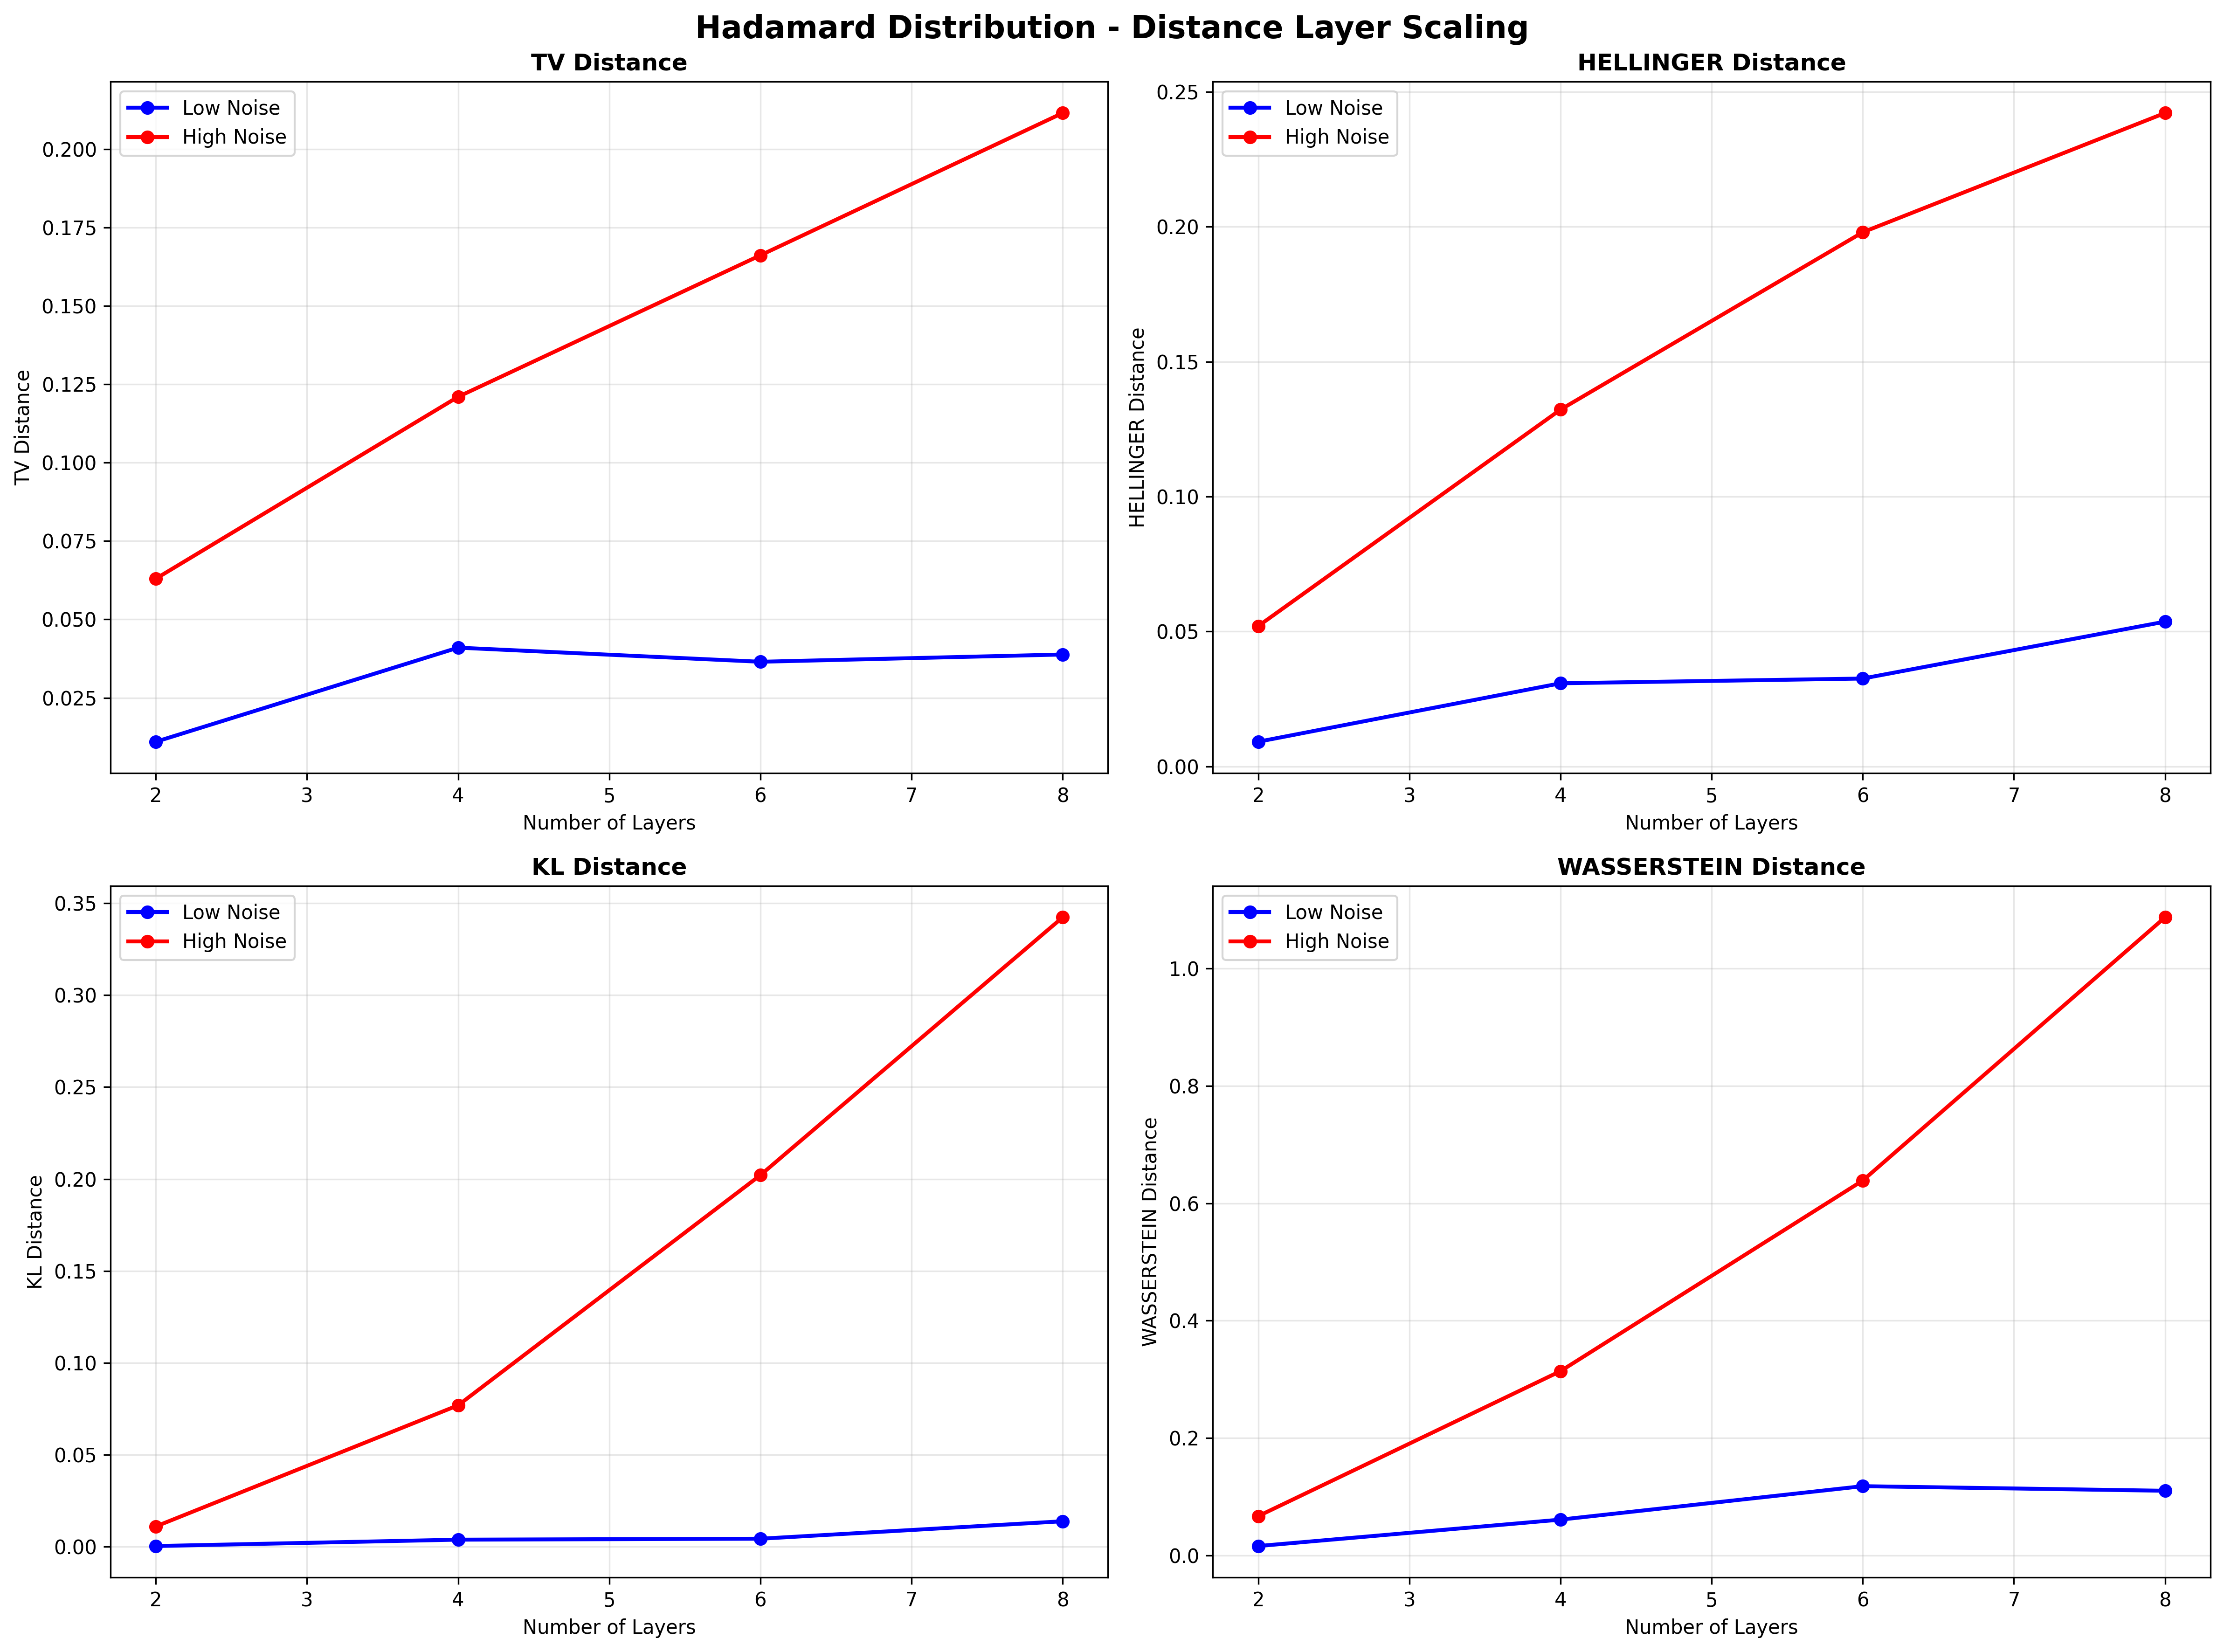 Hadamard Distribution - Distance Layer Scaling
TV Distance
Low Noise
High Noise
TV Distance
0.200
0.175
0.150
0.125
0.100
0.075
0.050
0.025
2 3 4 5 6 7 8
Number of Layers
HELLINGER Distance
Low Noise
High Noise
HELLINGER Distance
0.25
0.20
0.15
0.10
0.05
0.00
2 3 4 5 6 7 8
Number of Layers
KL Distance
Low Noise
High Noise
KL Distance
0.35
0.30
0.25
0.20
0.15
0.10
0.05
0.00
2 3 4 5 6 7 8
Number of Layers
WASSERSTEIN Distance
Low Noise
High Noise
WASSERSTEIN Distance
1.0
0.8
0.6
0.4
0.2
0.0
2 3 4 5 6 7 8
Number of Layers